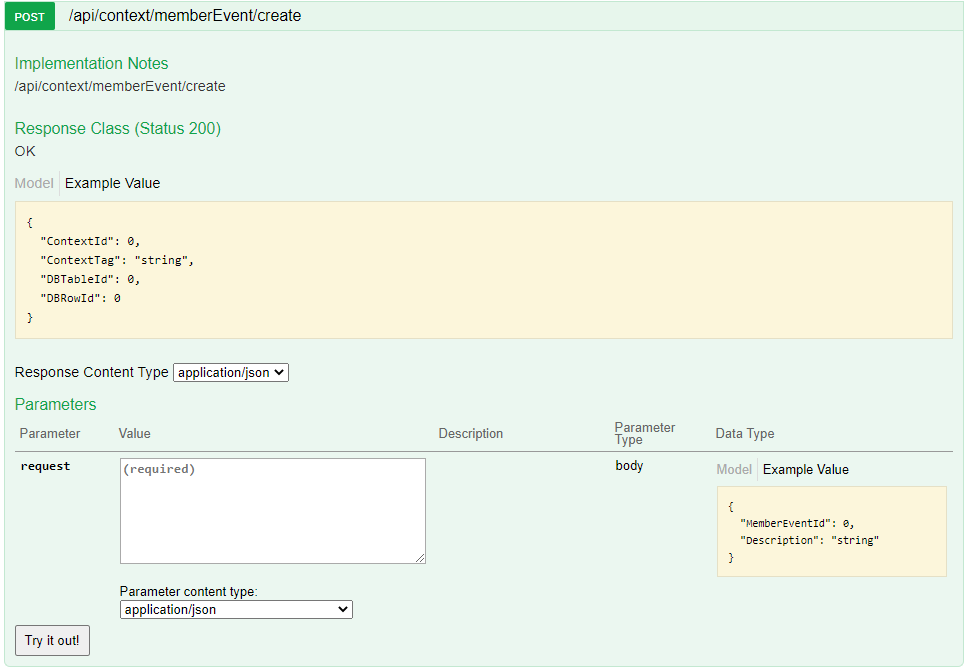 POST /api/context/memberEvent/create
Implementation Notes
/api/context/memberEvent/create
Response Class (Status 200)
OK
Model Example Value
{
"ContextId": 0,
"ContextTag": "string",
"DBTableId": 0,
"DBRowId": 0
}
Response Content Type application/json
Parameters
Parameter Value Description Parameter Type Data Type
request (required) body Model Example Value
{
"MemberEventId": 0,
"Description": "string"
}
Parameter content type:
application/json
Try it out!